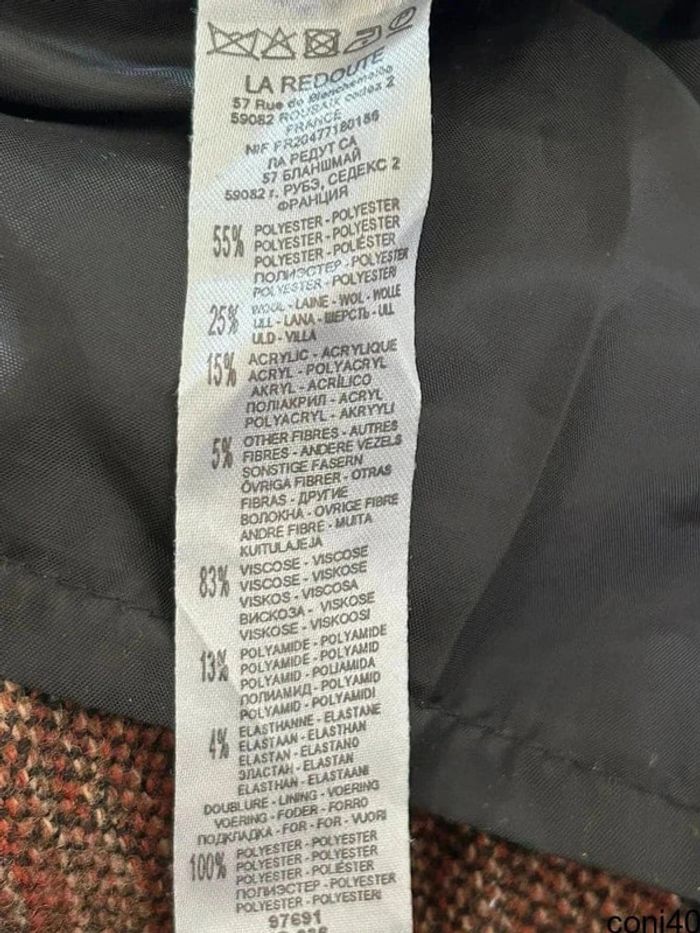 LA REDOUTE
57 Rue de Blanchemaille
59082 ROUBAIX cedex 2
FRANCE
NIF FR20477180186
ЛА РЕДУТ СА
57 БЛАНШМАЙ
59082 г. РУБЭ, СЕДЕКС 2
ФРАНЦИЯ
55% POLYESTER - POLYESTER
POLYESTER - POLYESTER
POLYESTER - POLIÉSTER
ПОЛИЭСТЕР - POLYESTER
POLYESTER - POLYESTERI
25% WOOL - LAINE - WOL - WOLLE
ULL - LANA - ШЕРСТЬ - ULL
ULD - VILLA
15% ACRYLIC - ACRYLIQUE
ACRYL - POLYACRYL
AKRYL - ACRÍLICO
ПОЛІАКРИЛ - ACRYL
POLYACRYL - AKRYYLI
5% OTHER FIBRES - AUTRES
FIBRES - ANDERE VEZELS
SONSTIGE FASERN
ÖVRIGA FIBRER - OTRAS
FIBRAS - ДРУГИЕ
ВОЛОКНА - ØVRIGE FIBRE
ANDRE FIBRE - MUITA
KUITULAJEJA
83% VISCOSE - VISCOSE
VISCOSE - VISKOSE
VISKOS - VISCOSA
ВИСКОЗА - VISKOSE
VISKOSE - VISKOOSI
13% POLYAMIDE - POLYAMIDE
POLYAMIDE - POLYAMID
POLYAMID - POLIAMIDA
ПОЛИАМИД - POLYAMID
POLYAMID - POLYAMIDI
4% ELASTHANNE - ELASTANE
ELASTAAN - ELASTHAN
ELASTAN - ELASTANO
ЭЛАСТАН - ELASTAN
ELASTHAN - ELASTAANI
DOUBLURE - LINING - VOERING
VOERING - FODER - FORRO
ПОДКЛАДКА - FOR - FOR - VUORI
100% POLYESTER - POLYESTER
POLYESTER - POLYESTER
POLYESTER - POLIÉSTER
ПОЛИЭСТЕР - POLYESTER
POLYESTER - POLYESTERI
97691
coni40